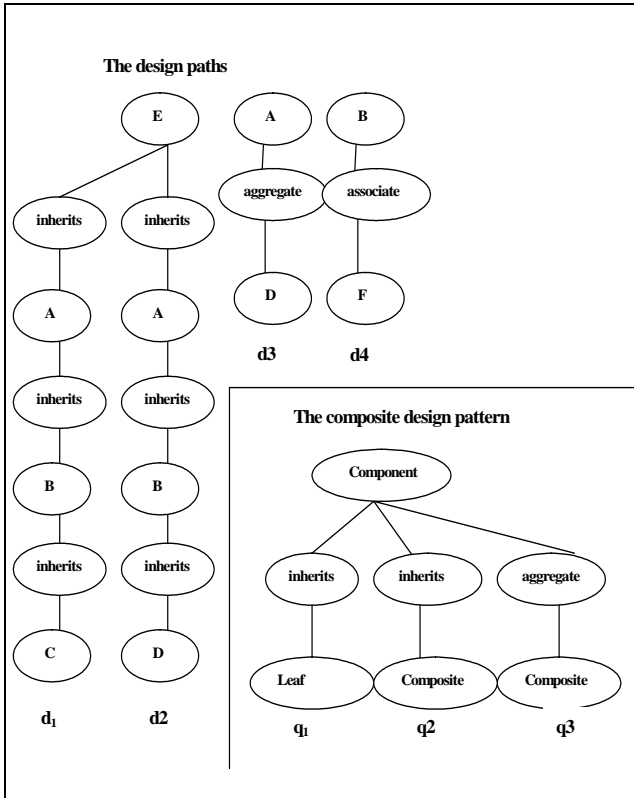 The design paths
E
A
B
aggregate
associate
inherits
inherits
D
F
A
A
d3
d4
inherits
inherits
The composite design pattern
Component
B
B
inherits
inherits
inherits
inherits
aggregate
C
D
Leaf
Composite
Composite
d1
d2
q1
q2
q3